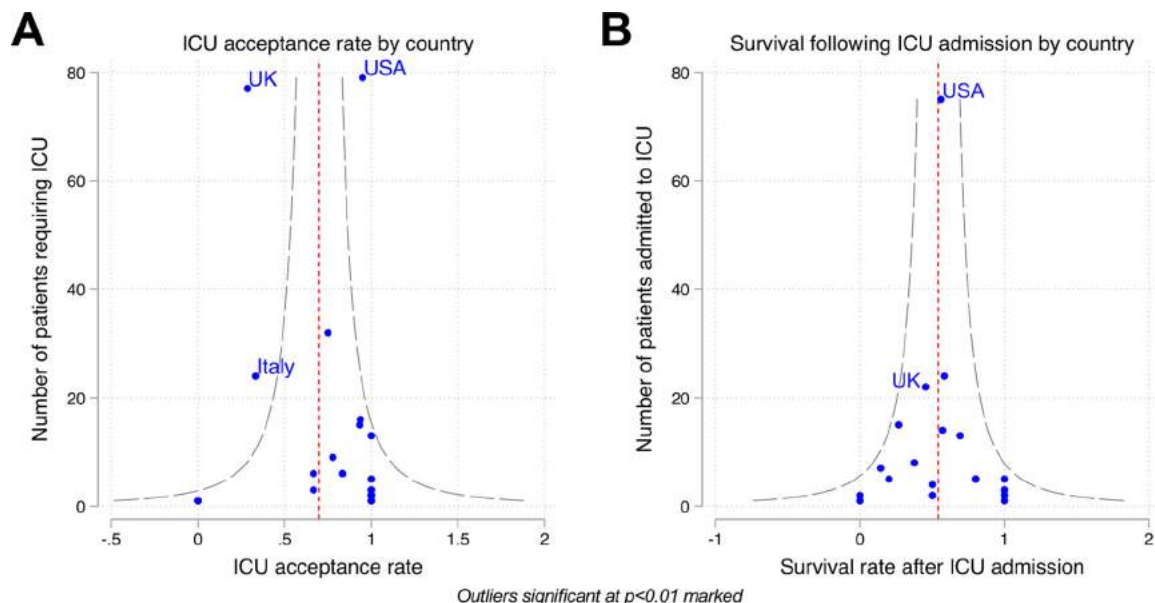 A
ICU acceptance rate by country
80
60
40
20
0
Number of patients requiring ICU
UK
USA
Italy
-.5
0
.5
1
1.5
2
ICU acceptance rate
B
Survival following ICU admission by country
80
60
40
20
0
Number of patients admitted to ICU
USA
UK
-1
0
1
2
Survival rate after ICU admission
Outliers significant at p<0.01 marked